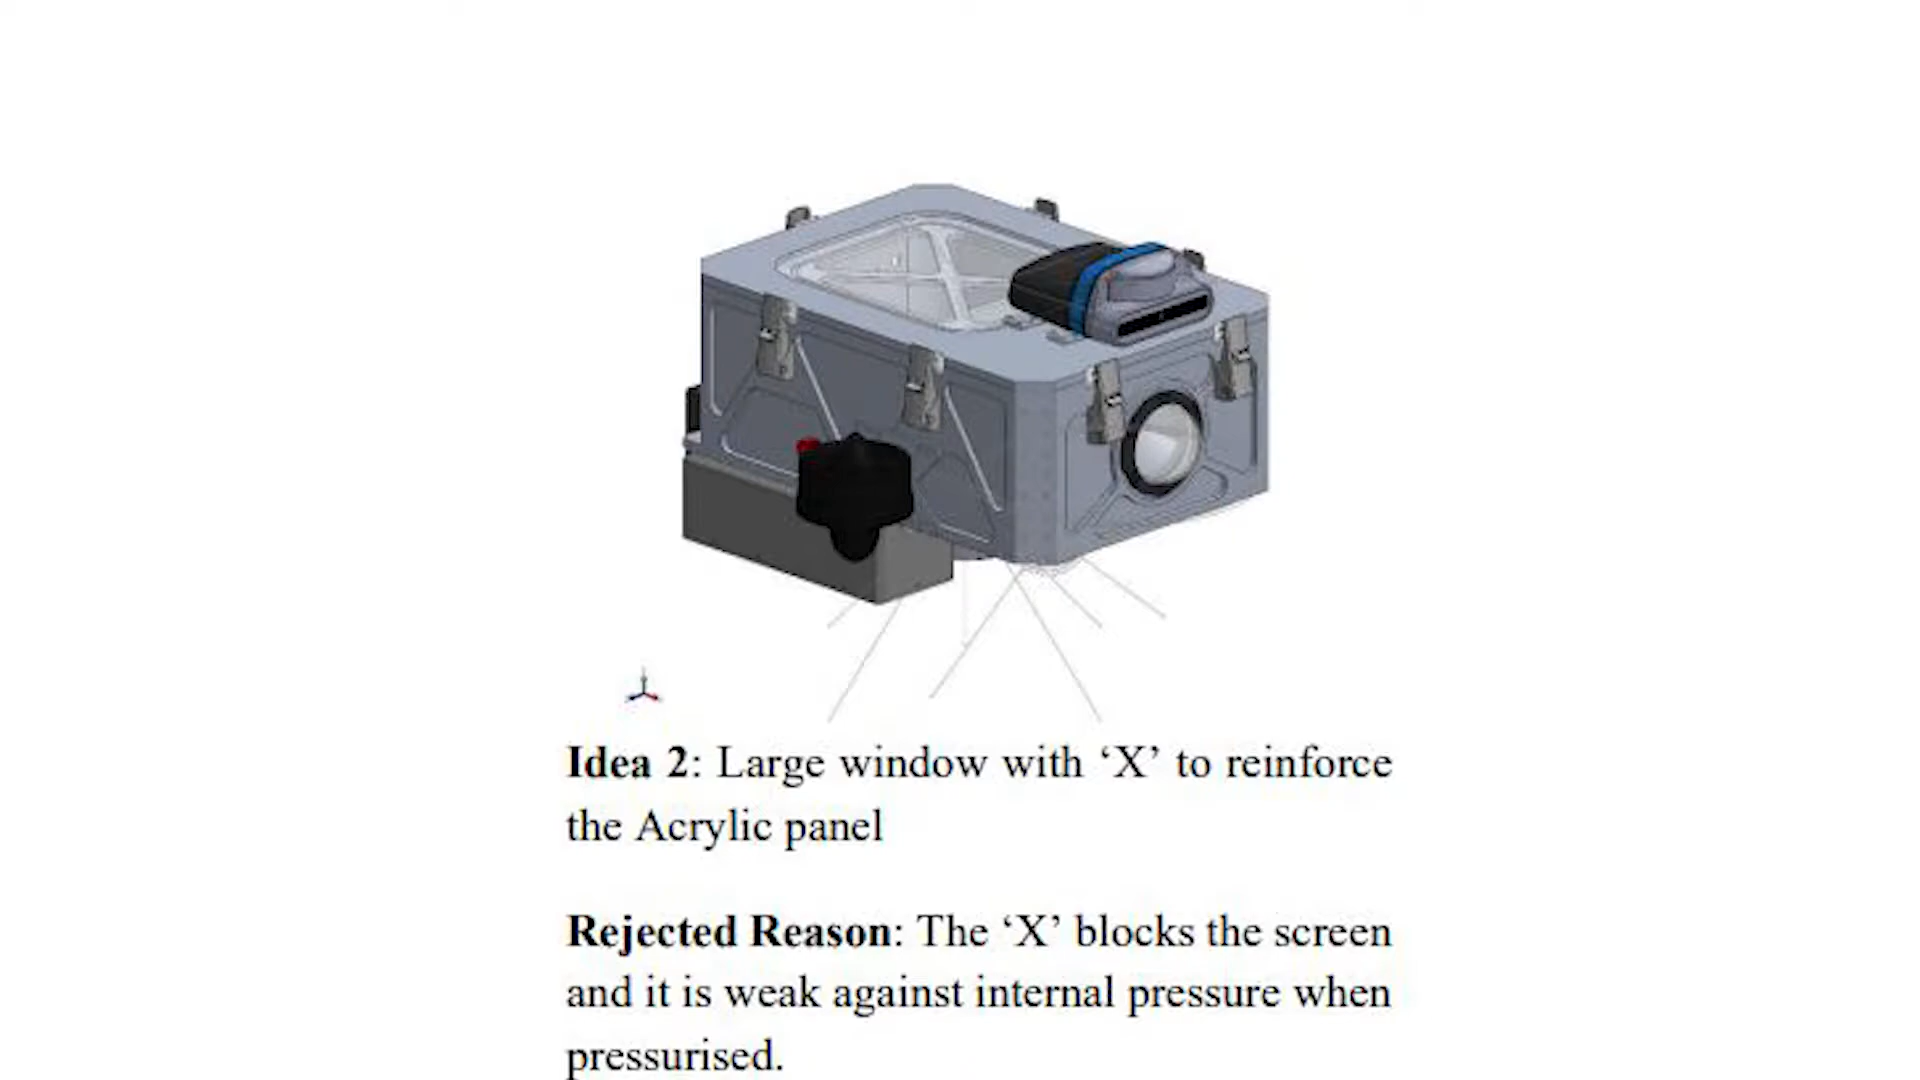 Idea 2: Large window with ‘X’ to reinforce
the Acrylic panel
Rejected Reason: The ‘X’ blocks the screen
and it is weak against internal pressure when
pressurised.